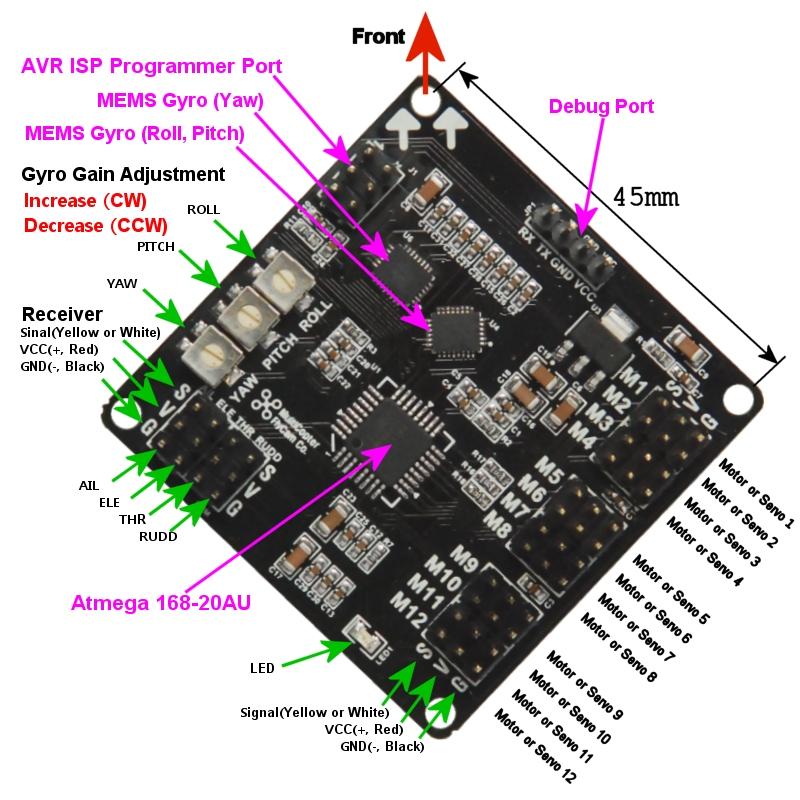 Front
AVR ISP Programmer Port
MEMS Gyro (Yaw)
MEMS Gyro (Roll, Pitch)
Debug Port
Gyro Gain Adjustment
Increase (CW)
Decrease (CCW)
ROLL
PITCH
YAW
45mm
Receiver
Sinal(Yellow or White)
VCC(+, Red)
GND(-, Black)
RX TX GND VCC
YAW PITCH ROLL
S
V
G
ELE THR RUDD
MultiCopter
FlyCam Co.
S
V
G
AIL
ELE
THR
RUDD
M1
M2
M3
M4
S V G
M5
M6
M7
M8
M9
M10
M11
M12
S V G
Motor or Servo 1
Motor or Servo 2
Motor or Servo 3
Motor or Servo 4
Motor or Servo 5
Motor or Servo 6
Motor or Servo 7
Motor or Servo 8
Motor or Servo 9
Motor or Servo 10
Motor or Servo 11
Motor or Servo 12
Atmega 168-20AU
LED
LED1
Signal(Yellow or White)
VCC(+, Red)
GND(-, Black)